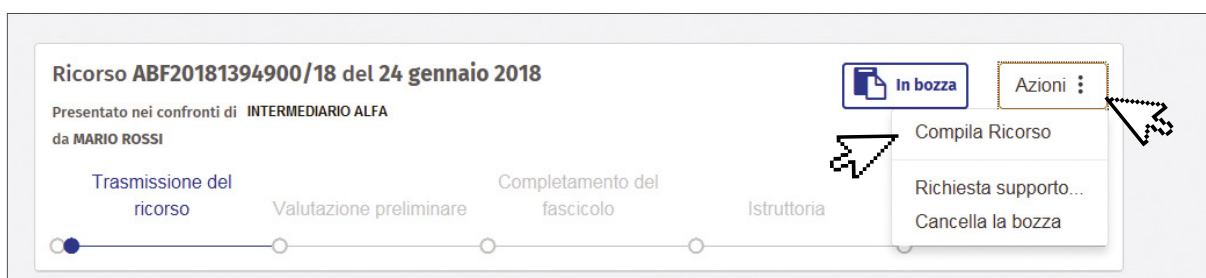 Ricorso ABF20181394900/18 del 24 gennaio 2018
In bozza
Azioni
Presentato nei confronti di INTERMEDIARIO ALFA
da MARIO ROSSI
Compila Ricorso
Richiesta supporto...
Cancella la bozza
Trasmissione del
ricorso
Valutazione preliminare
Completamento del
fascicolo
Istruttoria